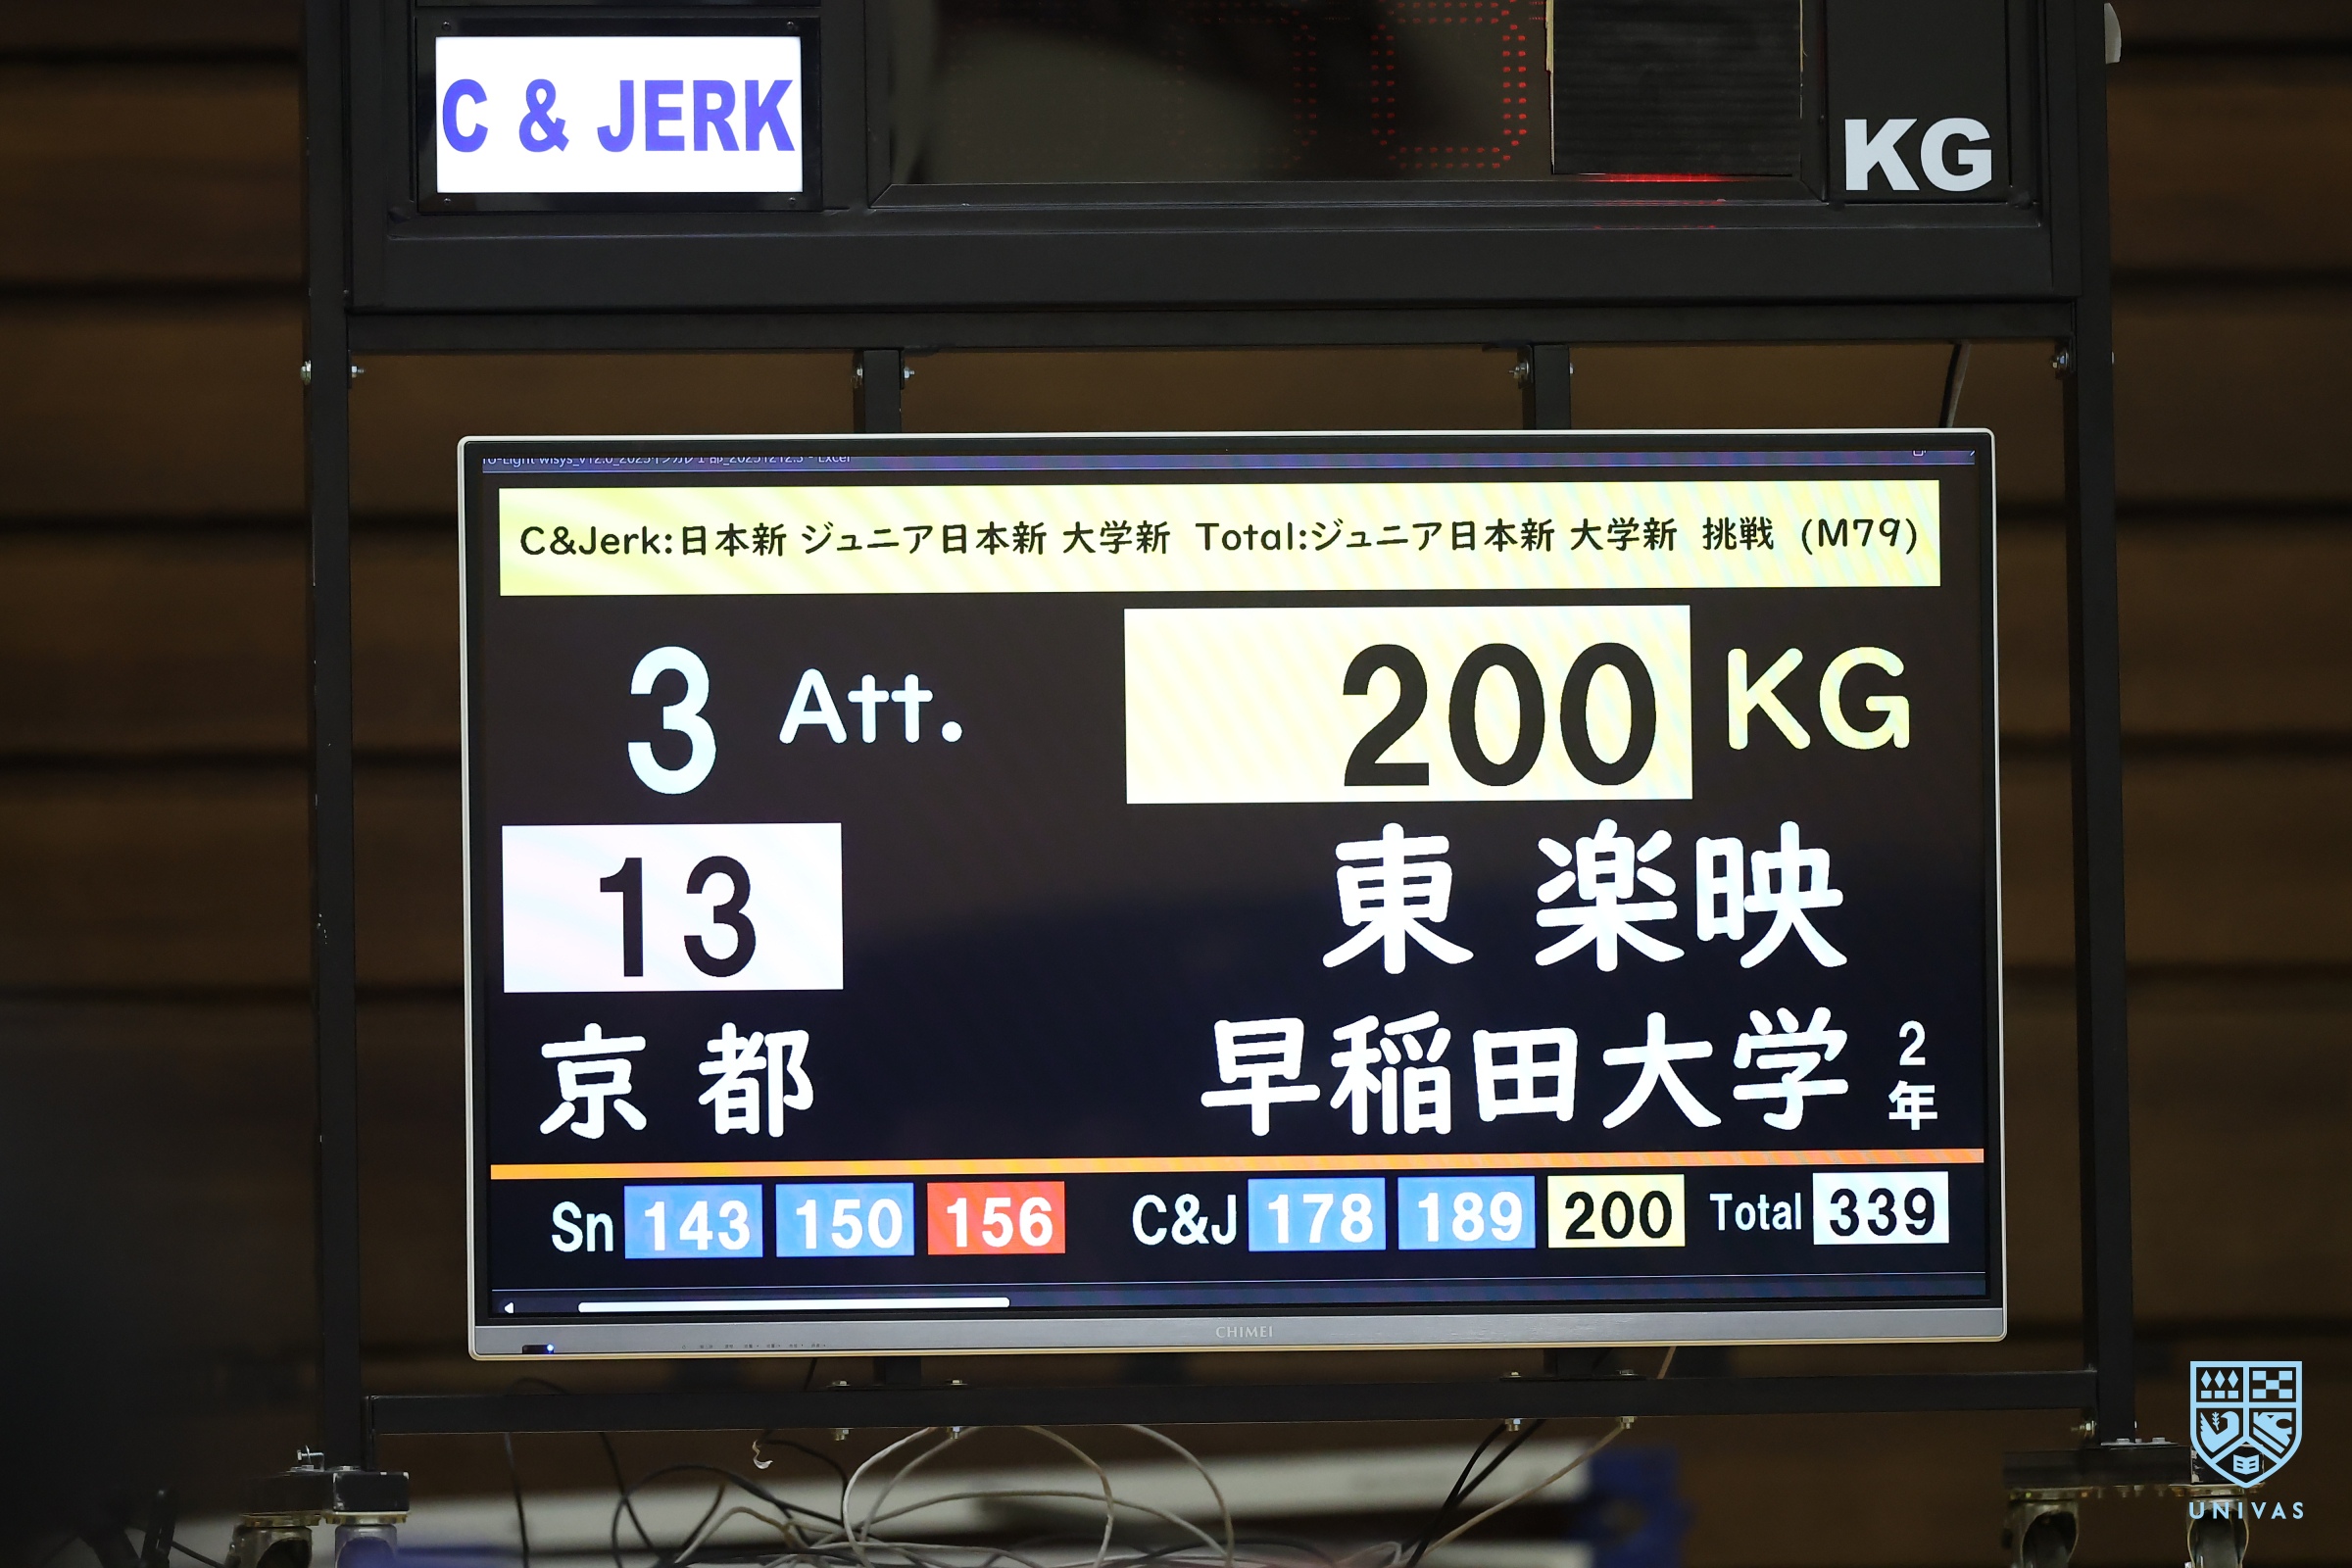 C & JERK
KG
C&Jerk:日本新 ジュニア日本新 大学新 Total:ジュニア日本新 大学新 挑戦 (M79)
3 Att. 200 KG
13 東 楽映
京都 早稲田大学 2年
Sn 143 150 156 C&J 178 189 200 Total 339
CHIMEI
UNIVAS